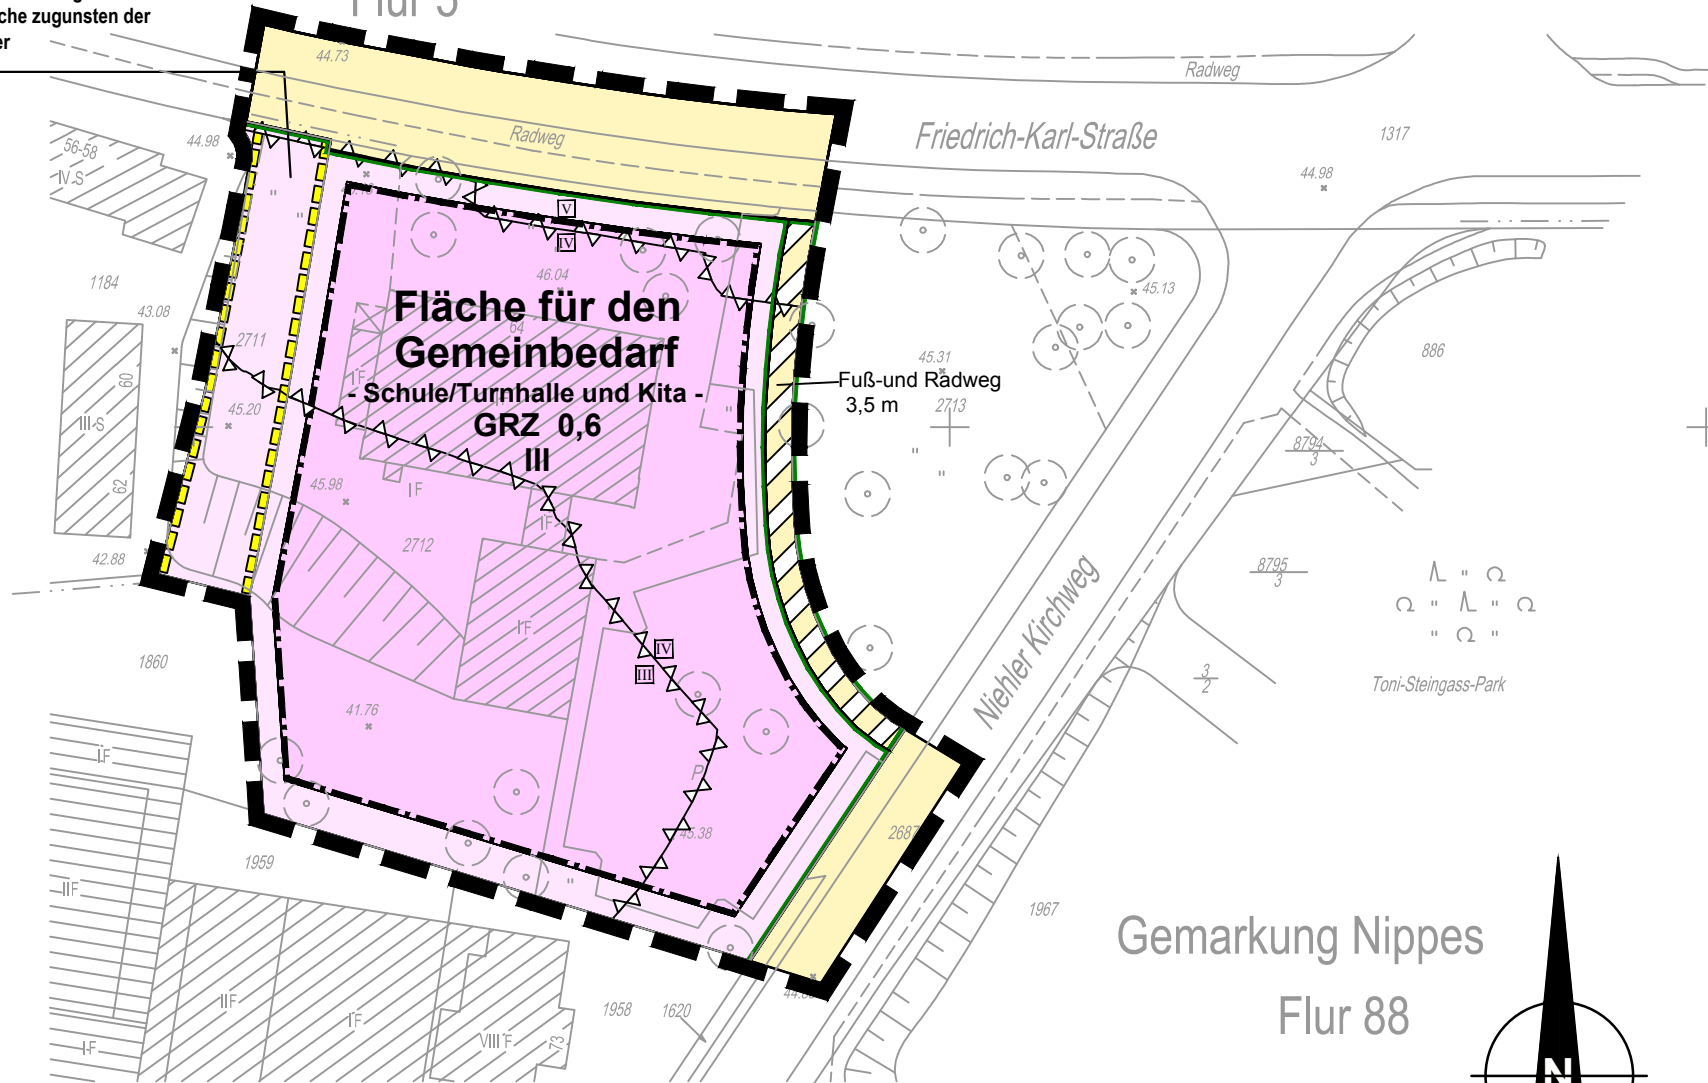 che zugunsten der
er
Flur 5
44.73
Radweg
Radweg
Friedrich-Karl-Straße
1317
44.98
44.98
56-58
IV S
V
IV
46.04
45.13
1184
43.08
2711
Fläche für den
Gemeinbedarf
- Schule/Turnhalle und Kita -
GRZ 0,6
III
64
I F
60
62
III S
45.20
45.31
886
Fuß-und Radweg
3,5 m
2713
8794
3
45.98
I F
I F
2712
42.88
8795
3
I F
Niehler Kirchweg
1860
IV
III
3
2
Toni-Steingass-Park
41.76
P
I F
45.38
2687
1959
II F
1967
Gemarkung Nippes
Flur 88
II F
I F
VIII F
73
1958
1620
I F
N